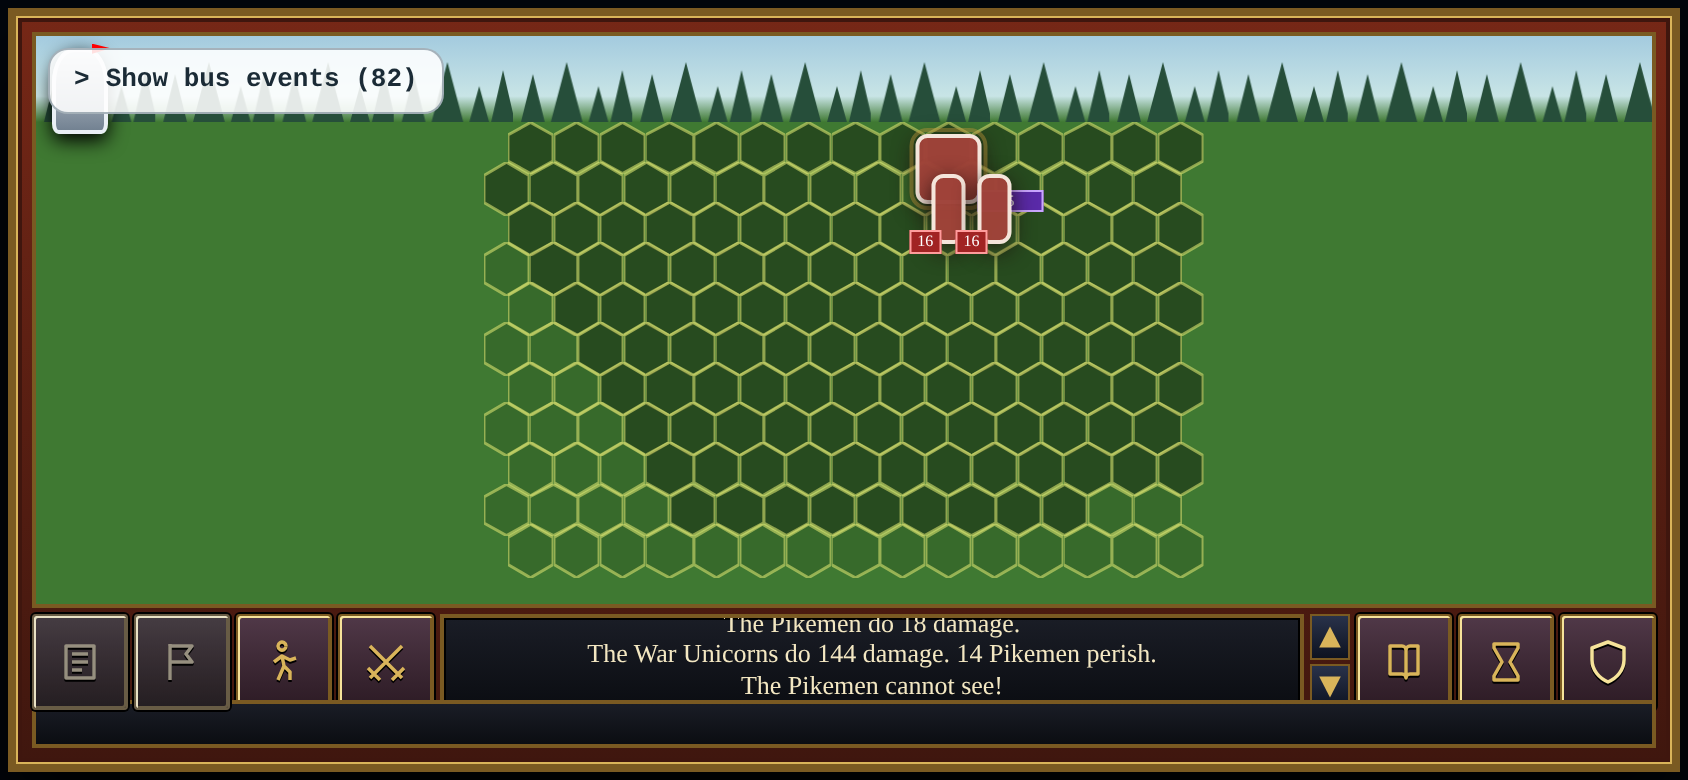 > Show bus events (82)
16 16
The Pikemen do 18 damage.
The War Unicorns do 144 damage. 14 Pikemen perish.
The Pikemen cannot see!